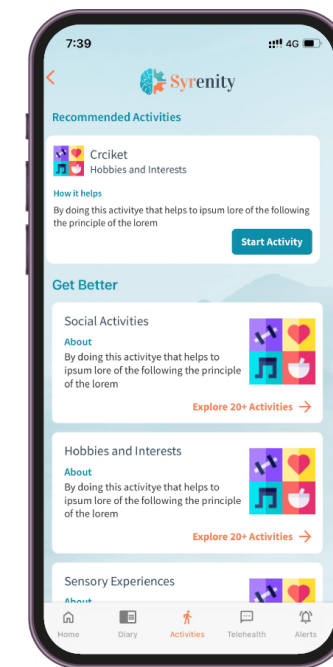 7:39
4G
Syrenity
Recommended Activities
Crciket
Hobbies and Interests
How it helps
By doing this activitye that helps to ipsum lore of the following
the principle of the lorem
Start Activity
Get Better
Social Activities
About
By doing this activitye that helps to
ipsum lore of the following the principle
of the lorem
Explore 20+ Activities →
Hobbies and Interests
About
By doing this activitye that helps to
ipsum lore of the following the principle
of the lorem
Explore 20+ Activities →
Sensory Experiences
About
Home
Diary
Activities
Telehealth
Alerts